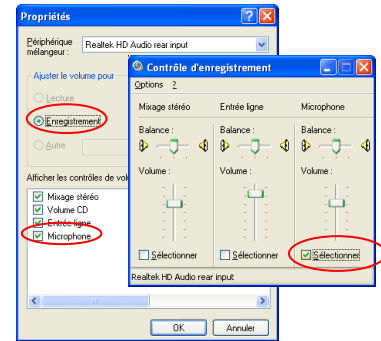 Propriétés
Périphérique mélangeur :
Realtek HD Audio rear input
Ajuster le volume pour
Lecture
Enregistrement
Autre
Afficher les contrôles de vol
Mixage stéréo
Volume CD
Entrée ligne
Microphone
OK
Annuler
Contrôle d'enregistrement
Options ?
Mixage stéréo
Entrée ligne
Microphone
Balance :
Balance :
Balance :
Volume :
Volume :
Volume :
Sélectionner
Sélectionner
Sélectionner
Realtek HD Audio rear input